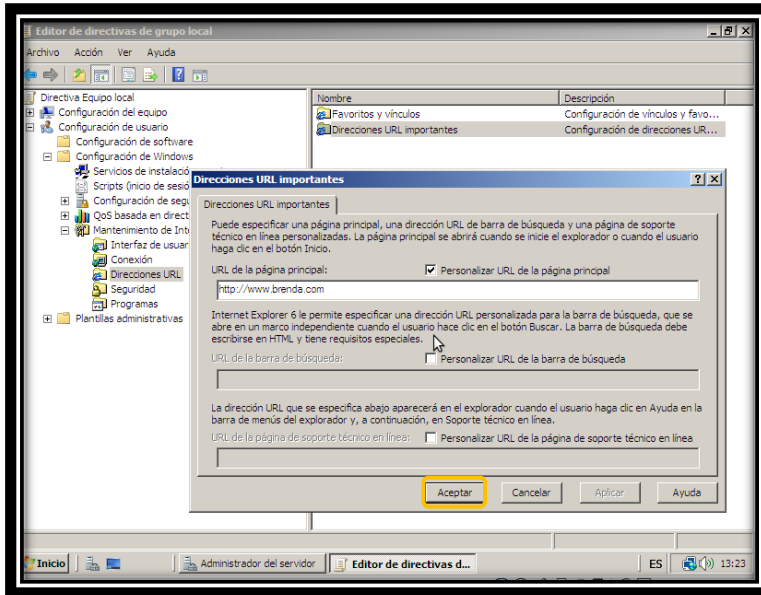 Editor de directivas de grupo local
Archivo Acción Ver Ayuda
Directiva Equipo local
Configuración del equipo
Configuración de usuario
Configuración de software
Configuración de Windows
Servicios de instalació
Scripts (inicio de sesió
Configuración de segu
QoS basada en direct
Mantenimiento de Int
Interfaz de usuar
Conexión
Direcciones URL
Seguridad
Programas
Plantillas administrativas
Nombre Descripción
Favoritos y vínculos Configuración de vínculos y favo...
Direcciones URL importantes Configuración de direcciones UR...
Direcciones URL importantes
Direcciones URL importantes
Puede especificar una página principal, una dirección URL de barra de búsqueda y una página de soporte
técnico en línea personalizadas. La página principal se abrirá cuando se inicie el explorador o cuando el usuario
haga clic en el botón Inicio.
URL de la página principal: Personalizar URL de la página principal
http://www.brenda.com
Internet Explorer 6 le permite especificar una dirección URL personalizada para la barra de búsqueda, que se
abre en un marco independiente cuando el usuario hace clic en el botón Buscar. La barra de búsqueda debe
escribirse en HTML y tiene requisitos especiales.
URL de la barra de búsqueda: Personalizar URL de la barra de búsqueda
La dirección URL que se especifica abajo aparecerá en el explorador cuando el usuario haga clic en Ayuda en la
barra de menús del explorador y, a continuación, en Soporte técnico en línea.
URL de la página de soporte técnico en línea: Personalizar URL de la página de soporte técnico en línea
Aceptar Cancelar Aplicar Ayuda
Inicio Administrador del servidor Editor de directivas d... ES 13:23